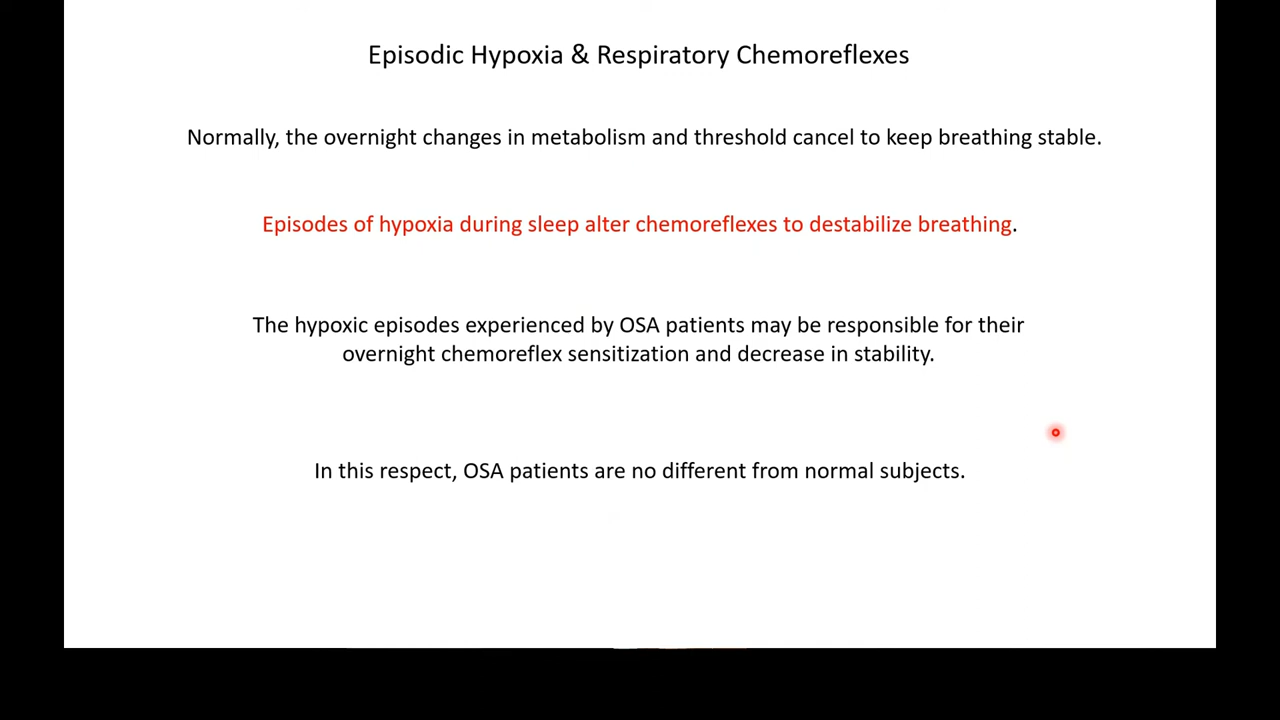 Episodic Hypoxia & Respiratory Chemoreflexes
Normally, the overnight changes in metabolism and threshold cancel to keep breathing stable.
Episodes of hypoxia during sleep alter chemoreflexes to destabilize breathing.
The hypoxic episodes experienced by OSA patients may be responsible for their
overnight chemoreflex sensitization and decrease in stability.
In this respect, OSA patients are no different from normal subjects.